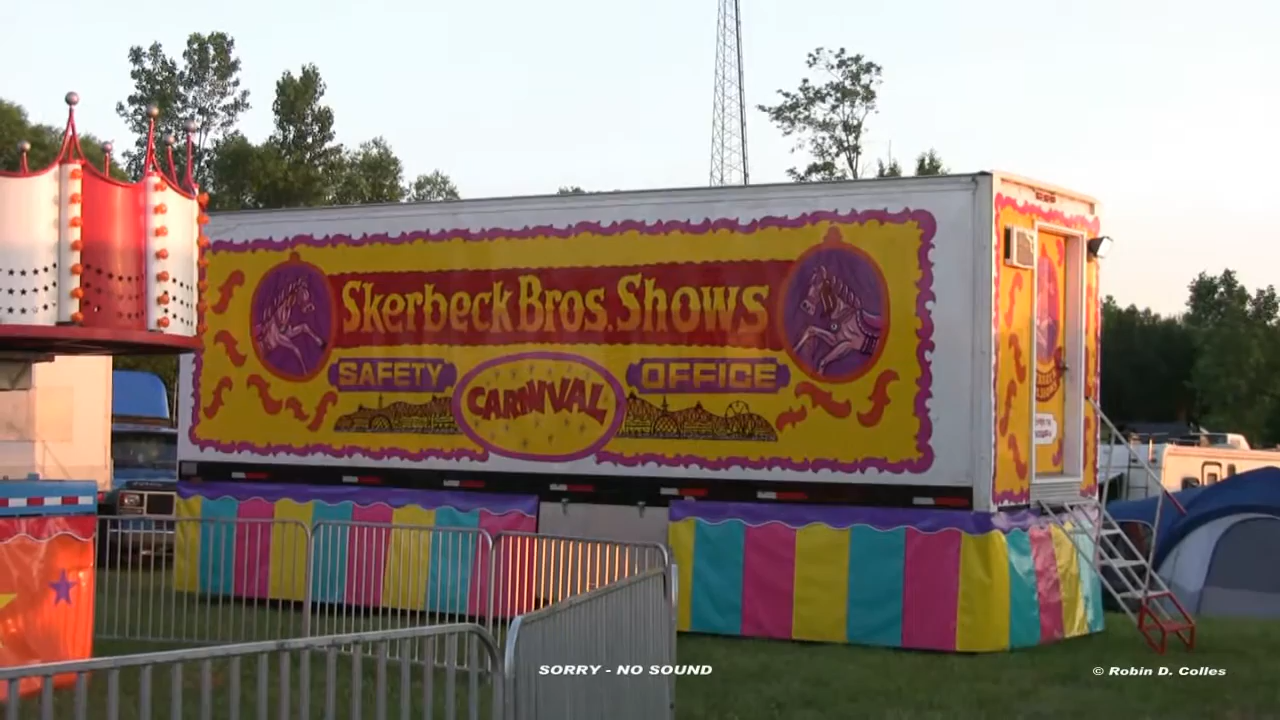 Skerbeck Bros. Shows
SAFETY OFFICE
CARNIVAL
SORRY - NO SOUND
© Robin D. Colles